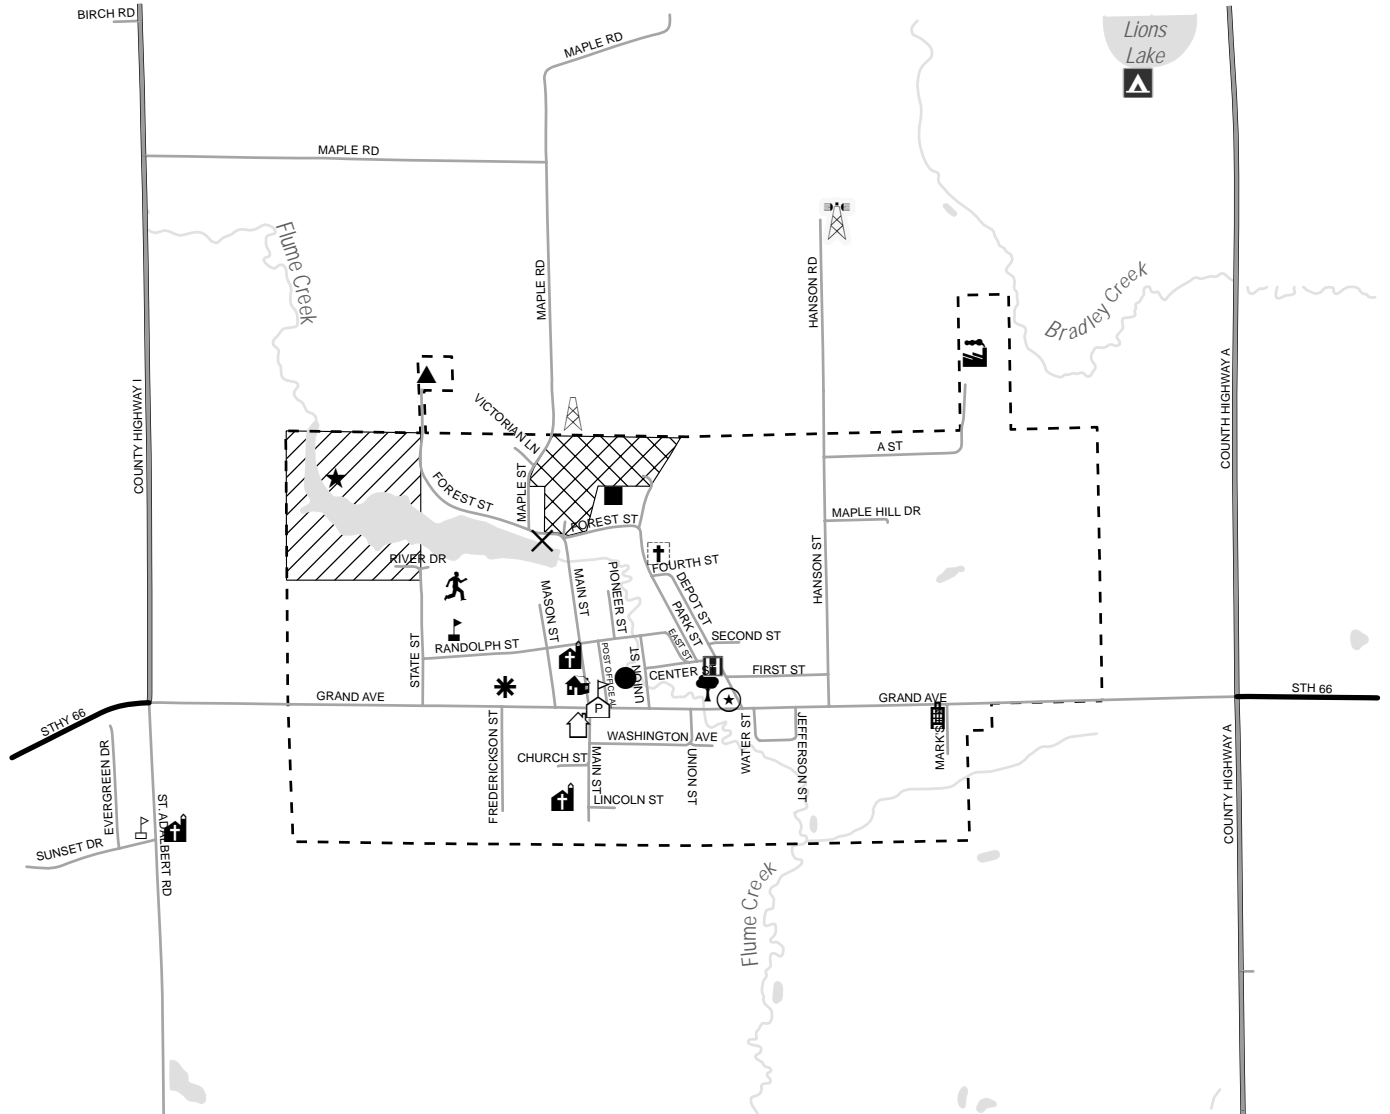 BIRCH RD
MAPLE RD
Lions
Lake
MAPLE RD
Flume Creek
MAPLE RD
HANSON RD
Bradley Creek
COUNTY HIGHWAY I
COUNTH HIGHWAY A
VICTORIAN LN
A ST
FOREST ST
MAPLE ST
FOREST ST
MAPLE HILL DR
RIVER DR
FOURTH ST
HANSON ST
MASON ST
MAIN ST
PIONEER ST
DEPOT ST
PARK ST
EAST ST
SECOND ST
STATE ST
RANDOLPH ST
POST OFFICE AL
UNION ST
CENTER ST
FIRST ST
GRAND AVE
GRAND AVE
STH 66
P
STHY 66
FREDERICKSON ST
WASHINGTON AVE
WATER ST
JEFFERSON ST
MARKS
CHURCH ST
MAIN ST
UNION ST
LINCOLN ST
EVERGREEN DR
ST. ADALBERT RD
SUNSET DR
COUNTY HIGHWAY A
Flume Creek